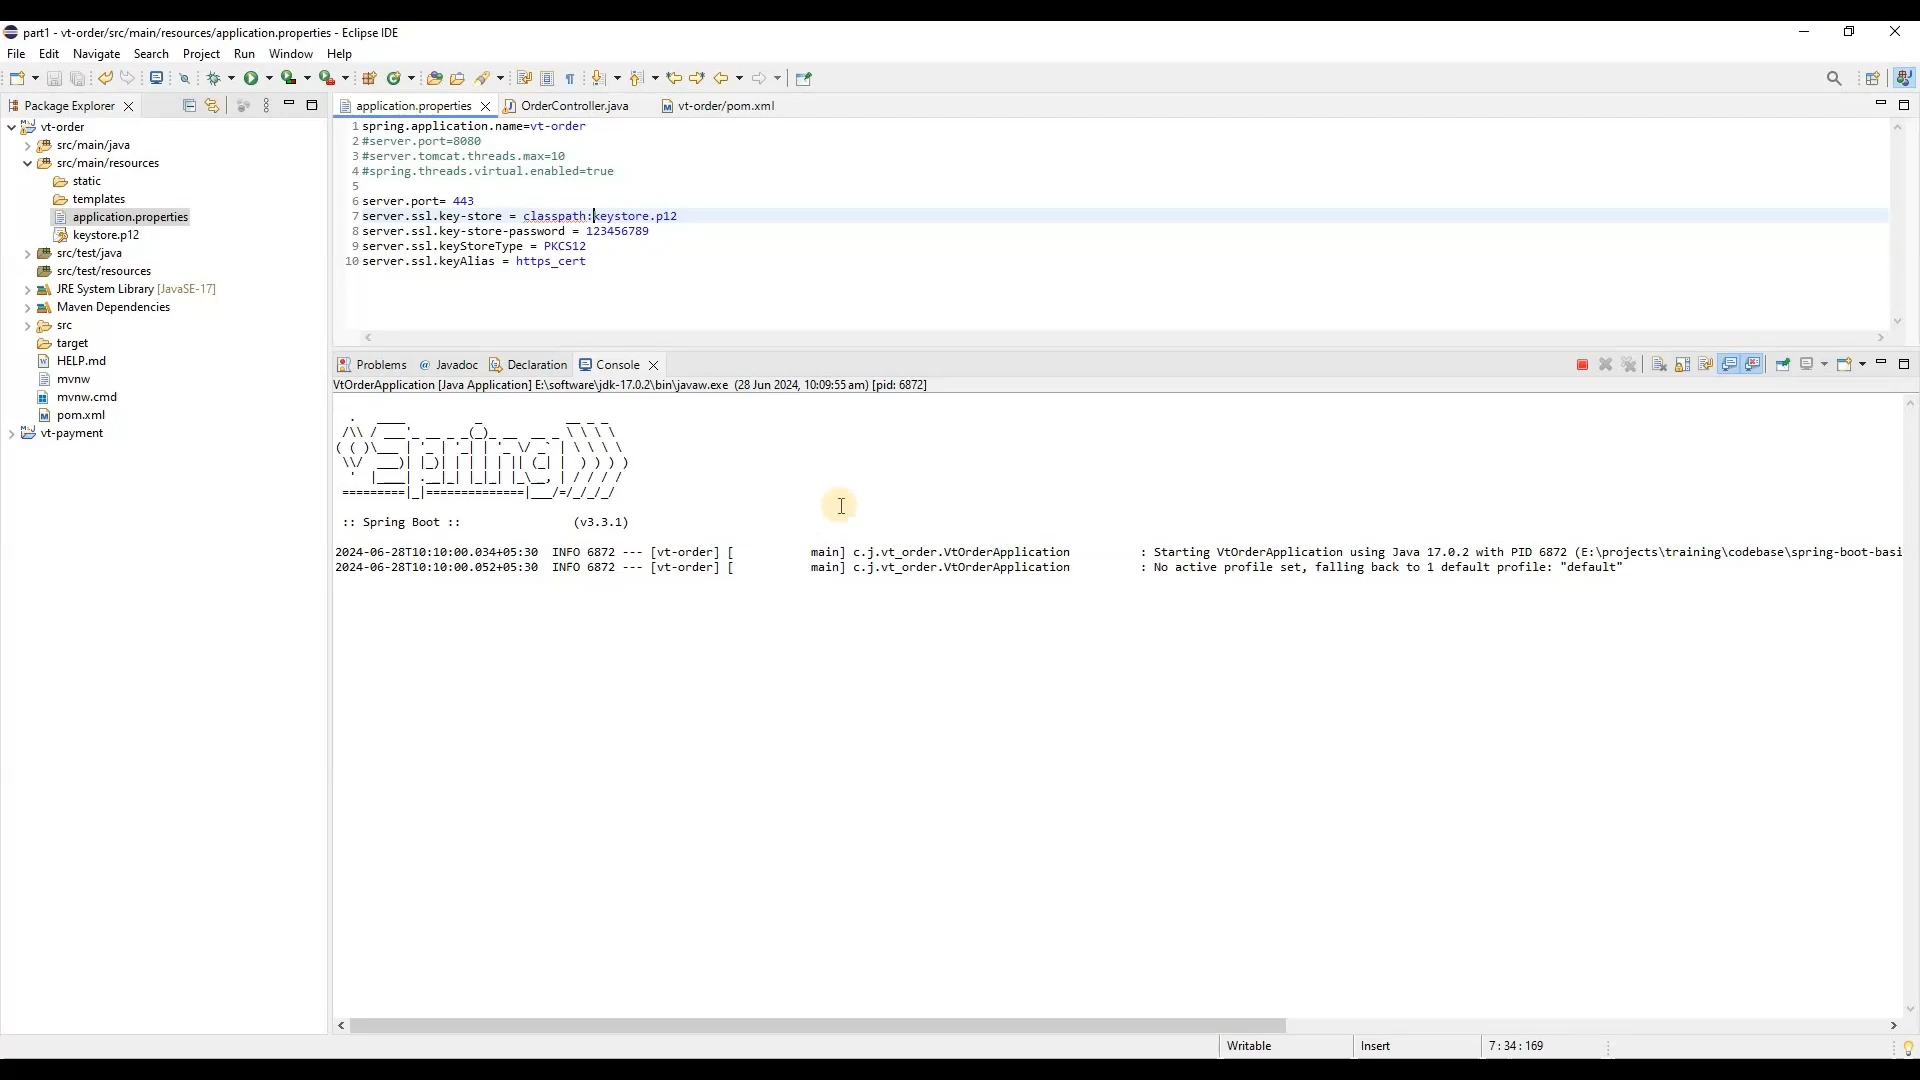 part1 - vt-order/src/main/resources/application.properties - Eclipse IDE
File Edit Navigate Search Project Run Window Help
Package Explorer
application.properties OrderController.java vt-order/pom.xml
vt-order
src/main/java
src/main/resources
static
templates
application.properties
keystore.p12
src/test/java
src/test/resources
JRE System Library [JavaSE-17]
Maven Dependencies
src
target
HELP.md
mvnw
mvnw.cmd
pom.xml
vt-payment
1 spring.application.name=vt-order
2 #server.port=8080
3 #server.tomcat.threads.max=10
4 #spring.threads.virtual.enabled=true
5
6 server.port= 443
7 server.ssl.key-store = classpath:keystore.p12
8 server.ssl.key-store-password = 123456789
9 server.ssl.keyStoreType = PKCS12
10 server.ssl.keyAlias = https_cert
Problems @ Javadoc Declaration Console
VtOrderApplication [Java Application] E:\software\jdk-17.0.2\bin\javaw.exe (28 Jun 2024, 10:09:55 am) [pid: 6872]
Spring
:: Spring Boot :: (v3.3.1)
2024-06-28T10:10:00.034+05:30 INFO 6872 --- [vt-order] [ main] c.j.vt_order.VtOrderApplication : Starting VtOrderApplication using Java 17.0.2 with PID 6872 (E:\projects\training\codebase\spring-boot-basi
2024-06-28T10:10:00.052+05:30 INFO 6872 --- [vt-order] [ main] c.j.vt_order.VtOrderApplication : No active profile set, falling back to 1 default profile: "default"
Writable Insert 7 : 34 : 169